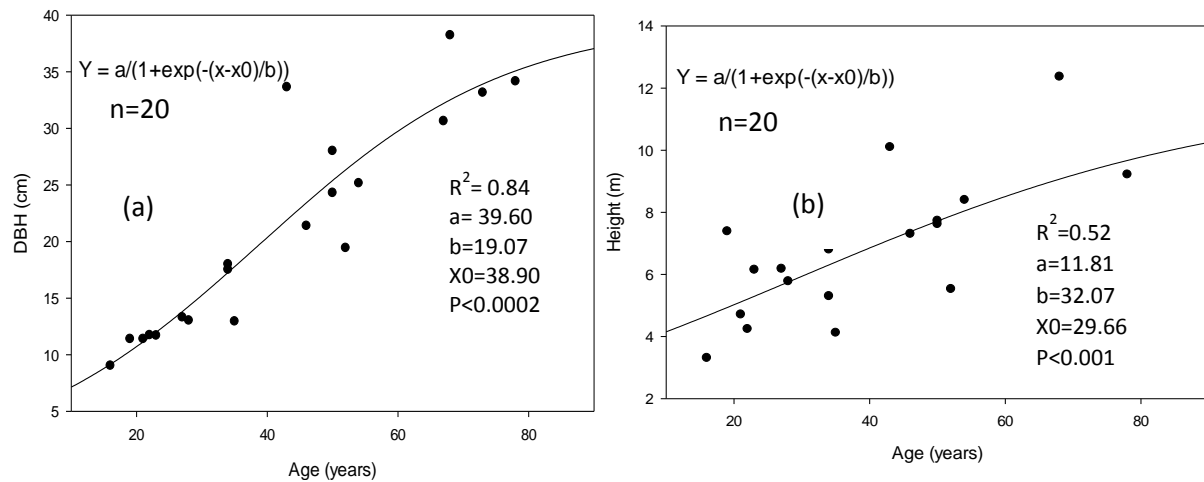 40
35
30
25
20
15
10
5
DBH (cm)
Y = a/(1+exp(-(x-x0)/b))
n=20
(a)
R²= 0.84
a= 39.60
b=19.07
X0=38.90
P<0.0002
20 40 60 80
Age (years)
14
12
10
8
6
4
2
Height (m)
Y = a/(1+exp(-(x-x0)/b))
n=20
(b)
R²=0.52
a=11.81
b=32.07
X0=29.66
P<0.001
20 40 60 80
Age (years)